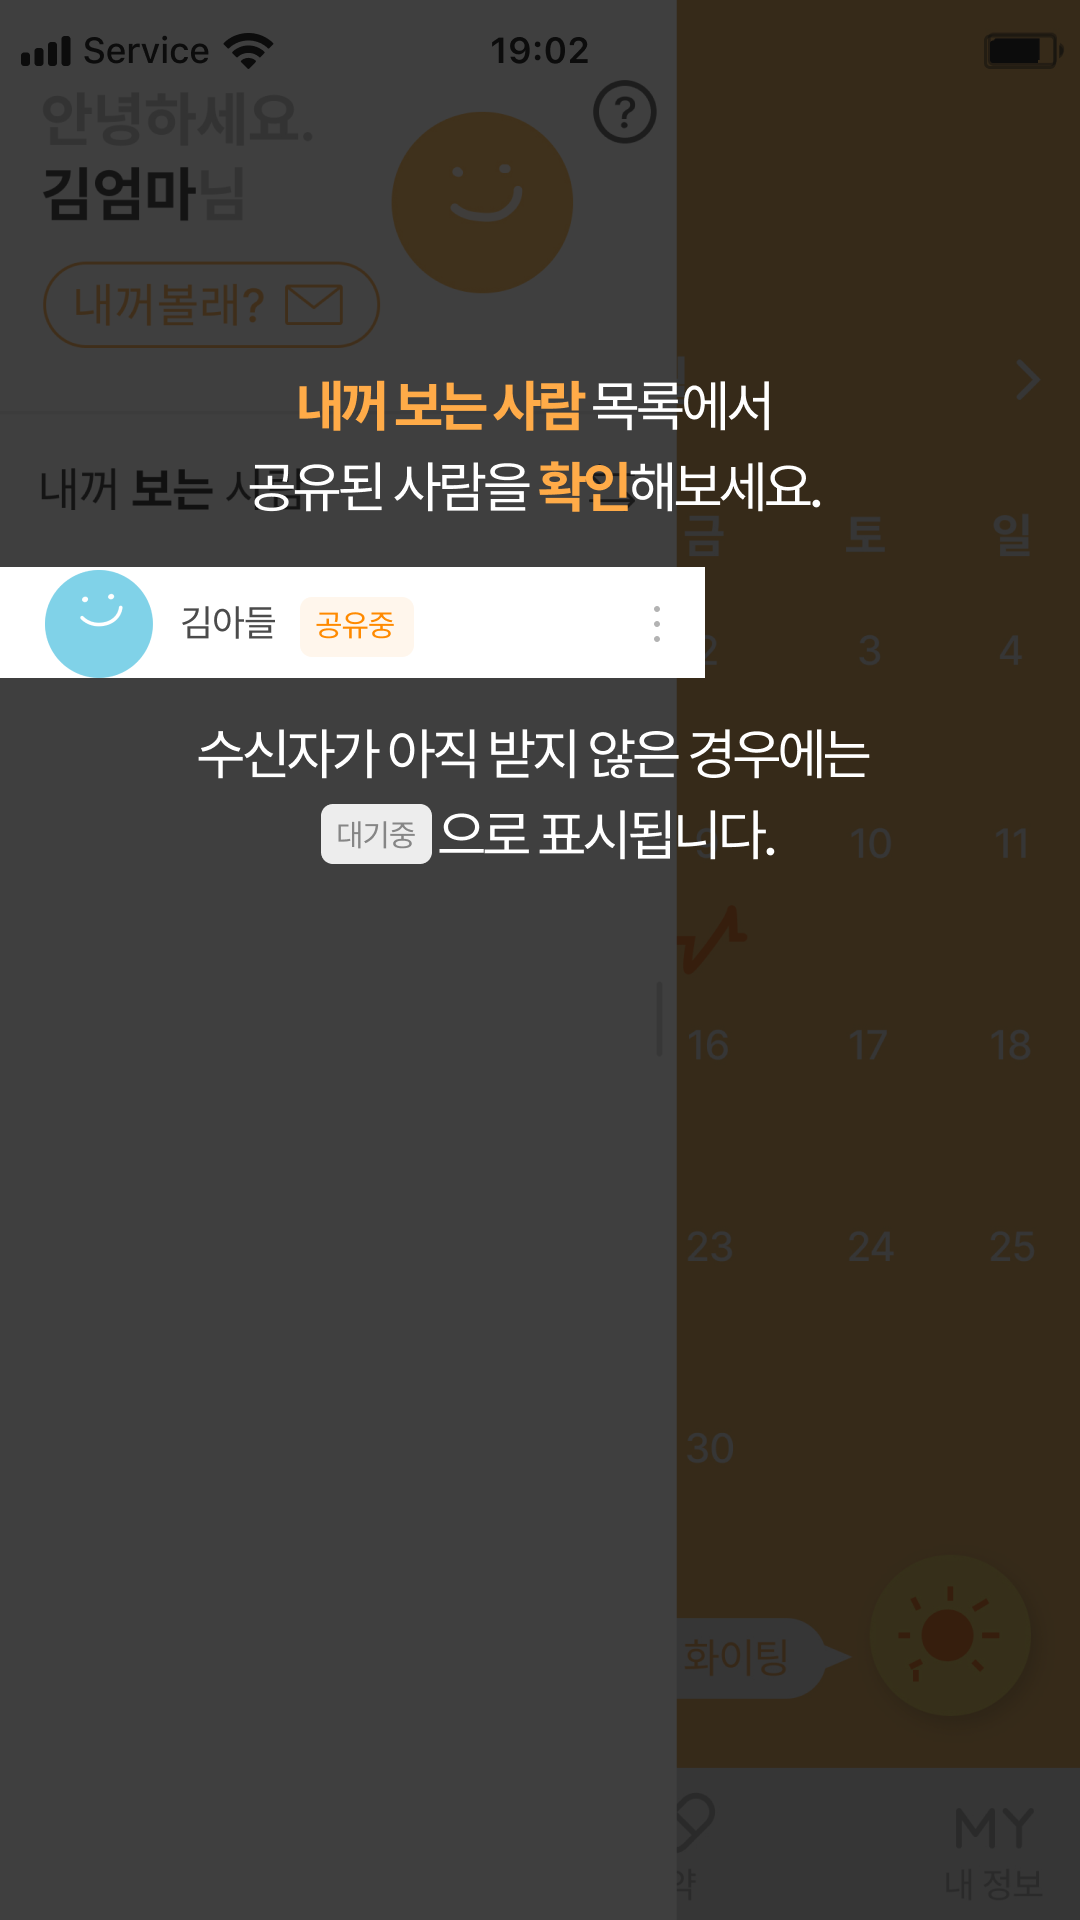 Service 19:02
안녕하세요.
김엄마님
?
내꺼볼래?
내꺼 보는 사람 목록에서
내꺼 보는 사람
공유된 사람을 확인해보세요.
금 토 일
김아들 공유중
2 3 4
수신자가 아직 받지 않은 경우에는
대기중 으로 표시됩니다.
9 10 11
16 17 18
23 24 25
30
화이팅
MY
약 내 정보